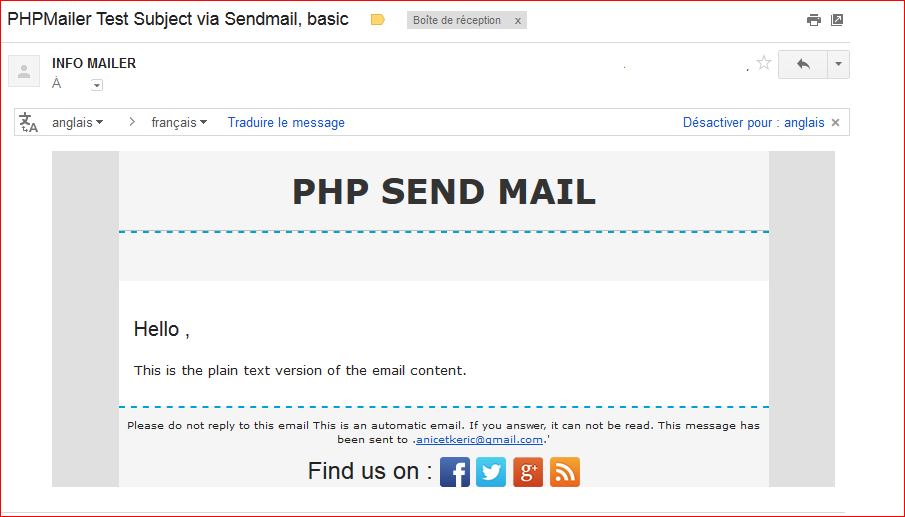 PHPMailer Test Subject via Sendmail, basic Boîte de réception x
INFO MAILER
À
anglais français Traduire le message Désactiver pour : anglais ×
PHP SEND MAIL
Hello ,
This is the plain text version of the email content.
Please do not reply to this email This is an automatic email. If you answer, it can not be read. This message has
been sent to .anicetkeric@gmail.com.'
Find us on : f g+